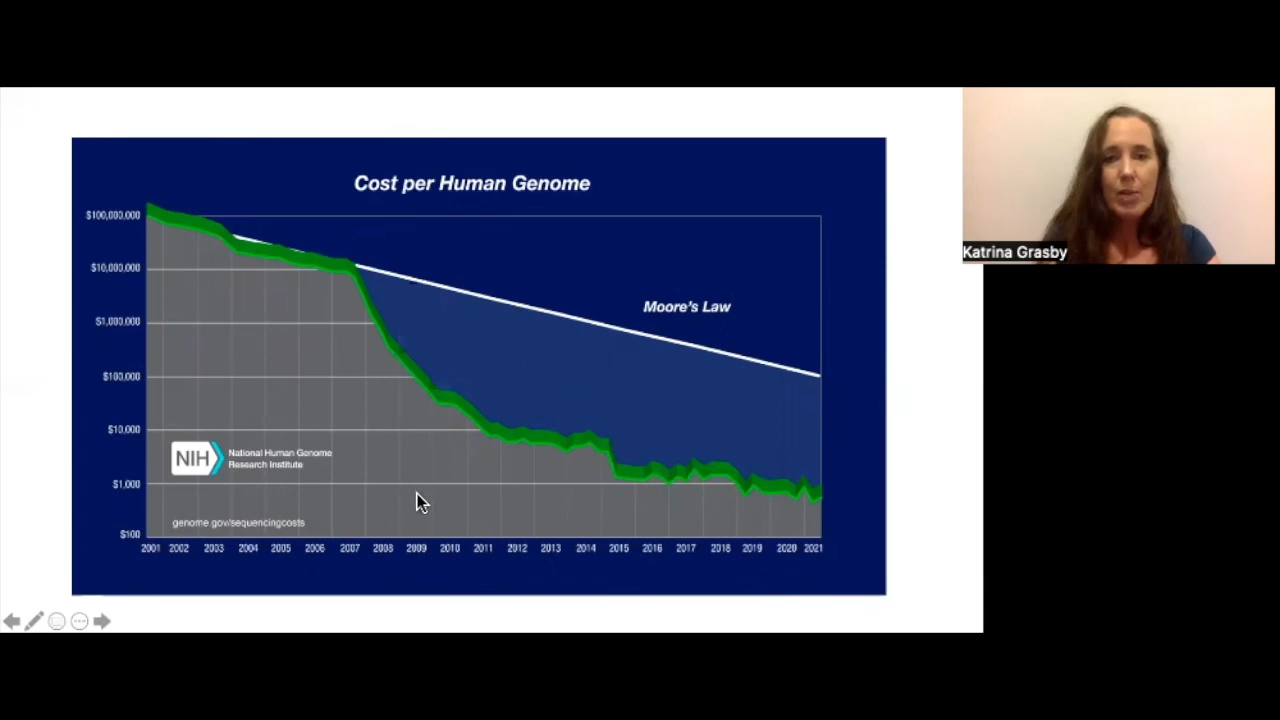 Cost per Human Genome
$100,000,000
$10,000,000
$1,000,000
$100,000
$10,000
$1,000
$100
Moore's Law
NIH
National Human Genome
Research Institute
genome.gov/sequencingcosts
2001 2002 2003 2004 2005 2006 2007 2008 2009 2010 2011 2012 2013 2014 2015 2016 2017 2018 2019 2020 2021
Katrina Grasby